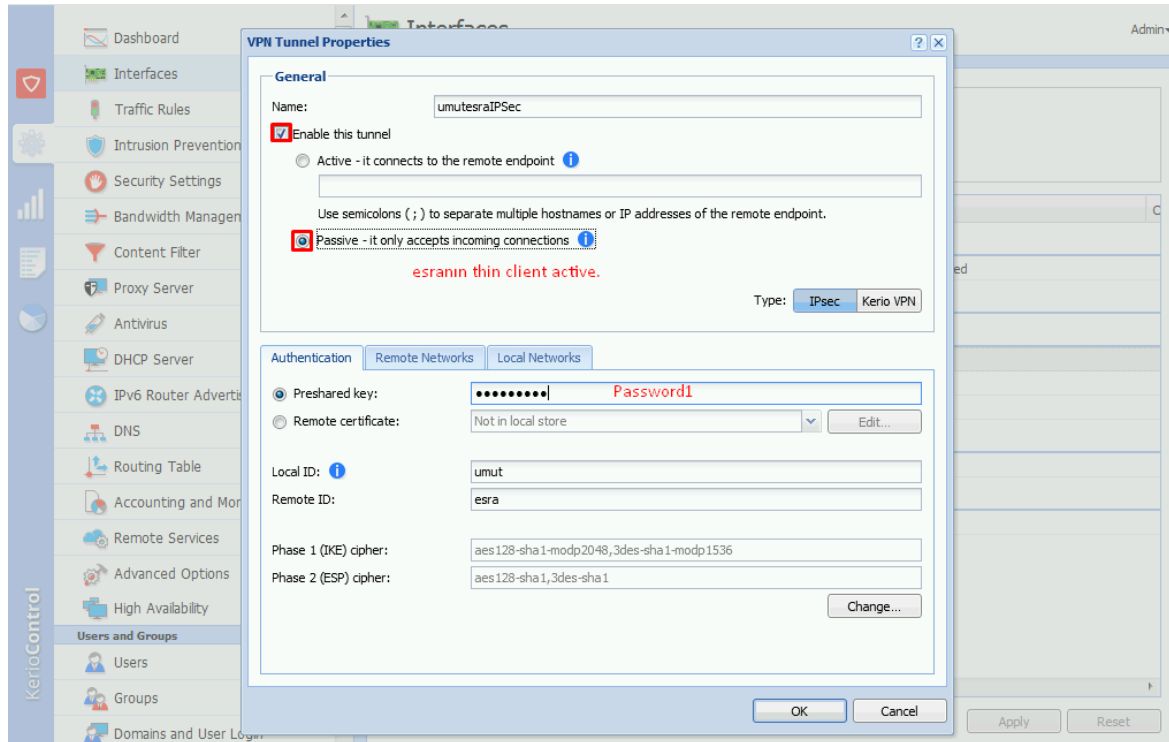 Interfaces
Admin
Dashboard
Interfaces
Traffic Rules
Intrusion Prevention
Security Settings
Bandwidth Managem
Content Filter
Proxy Server
Antivirus
DHCP Server
IPv6 Router Advertis
DNS
Routing Table
Accounting and Mor
Remote Services
Advanced Options
High Availability
Users and Groups
Users
Groups
Domains and User Login
KerioControl
VPN Tunnel Properties
General
Name: umutesraIPSec
Enable this tunnel
Active - it connects to the remote endpoint
Use semicolons ( ; ) to separate multiple hostnames or IP addresses of the remote endpoint.
Passive - it only accepts incoming connections
esranın thin client active.
Type: IPsec Kerio VPN
Authentication Remote Networks Local Networks
Preshared key: ●●●●●●●●● Password1
Remote certificate: Not in local store Edit...
Local ID: umut
Remote ID: esra
Phase 1 (IKE) cipher: aes128-sha1-modp2048,3des-sha1-modp1536
Phase 2 (ESP) cipher: aes128-sha1,3des-sha1
Change...
OK Cancel
C
ed
Apply Reset